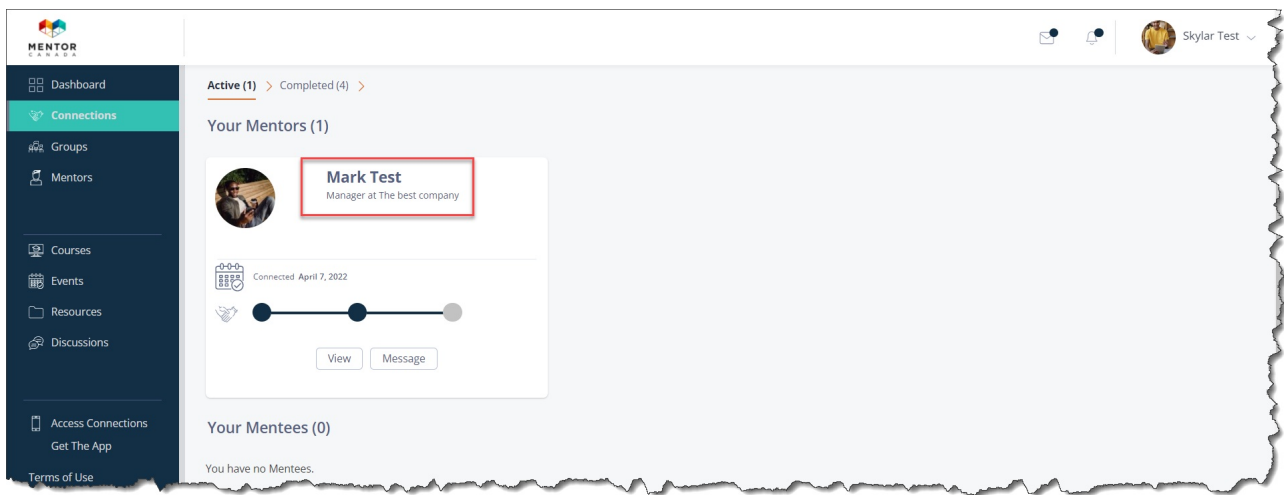 MENTOR
CANADA
Skylar Test
Dashboard
Connections
Groups
Mentors
Courses
Events
Resources
Discussions
Access Connections
Get The App
Terms of Use
Active (1) > Completed (4) >
Your Mentors (1)
Mark Test
Manager at The best company
Connected April 7, 2022
View Message
Your Mentees (0)
You have no Mentees.